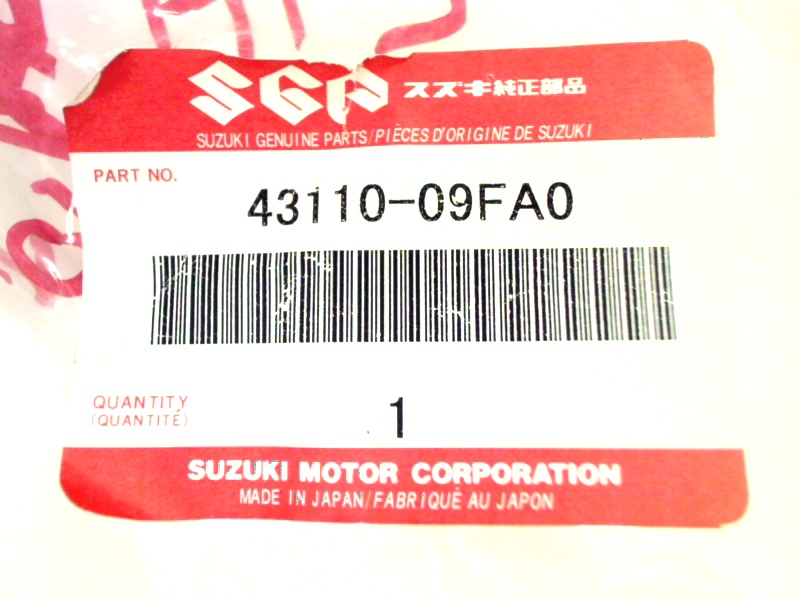 SGP スズキ純正部品
SUZUKI GENUINE PARTS/PIÈCES D'ORIGINE DE SUZUKI
PART NO.
43110-09FA0
QUANTITY
(QUANTITÉ)
1
SUZUKI MOTOR CORPORATION
MADE IN JAPAN/FABRIQUÉ AU JAPON